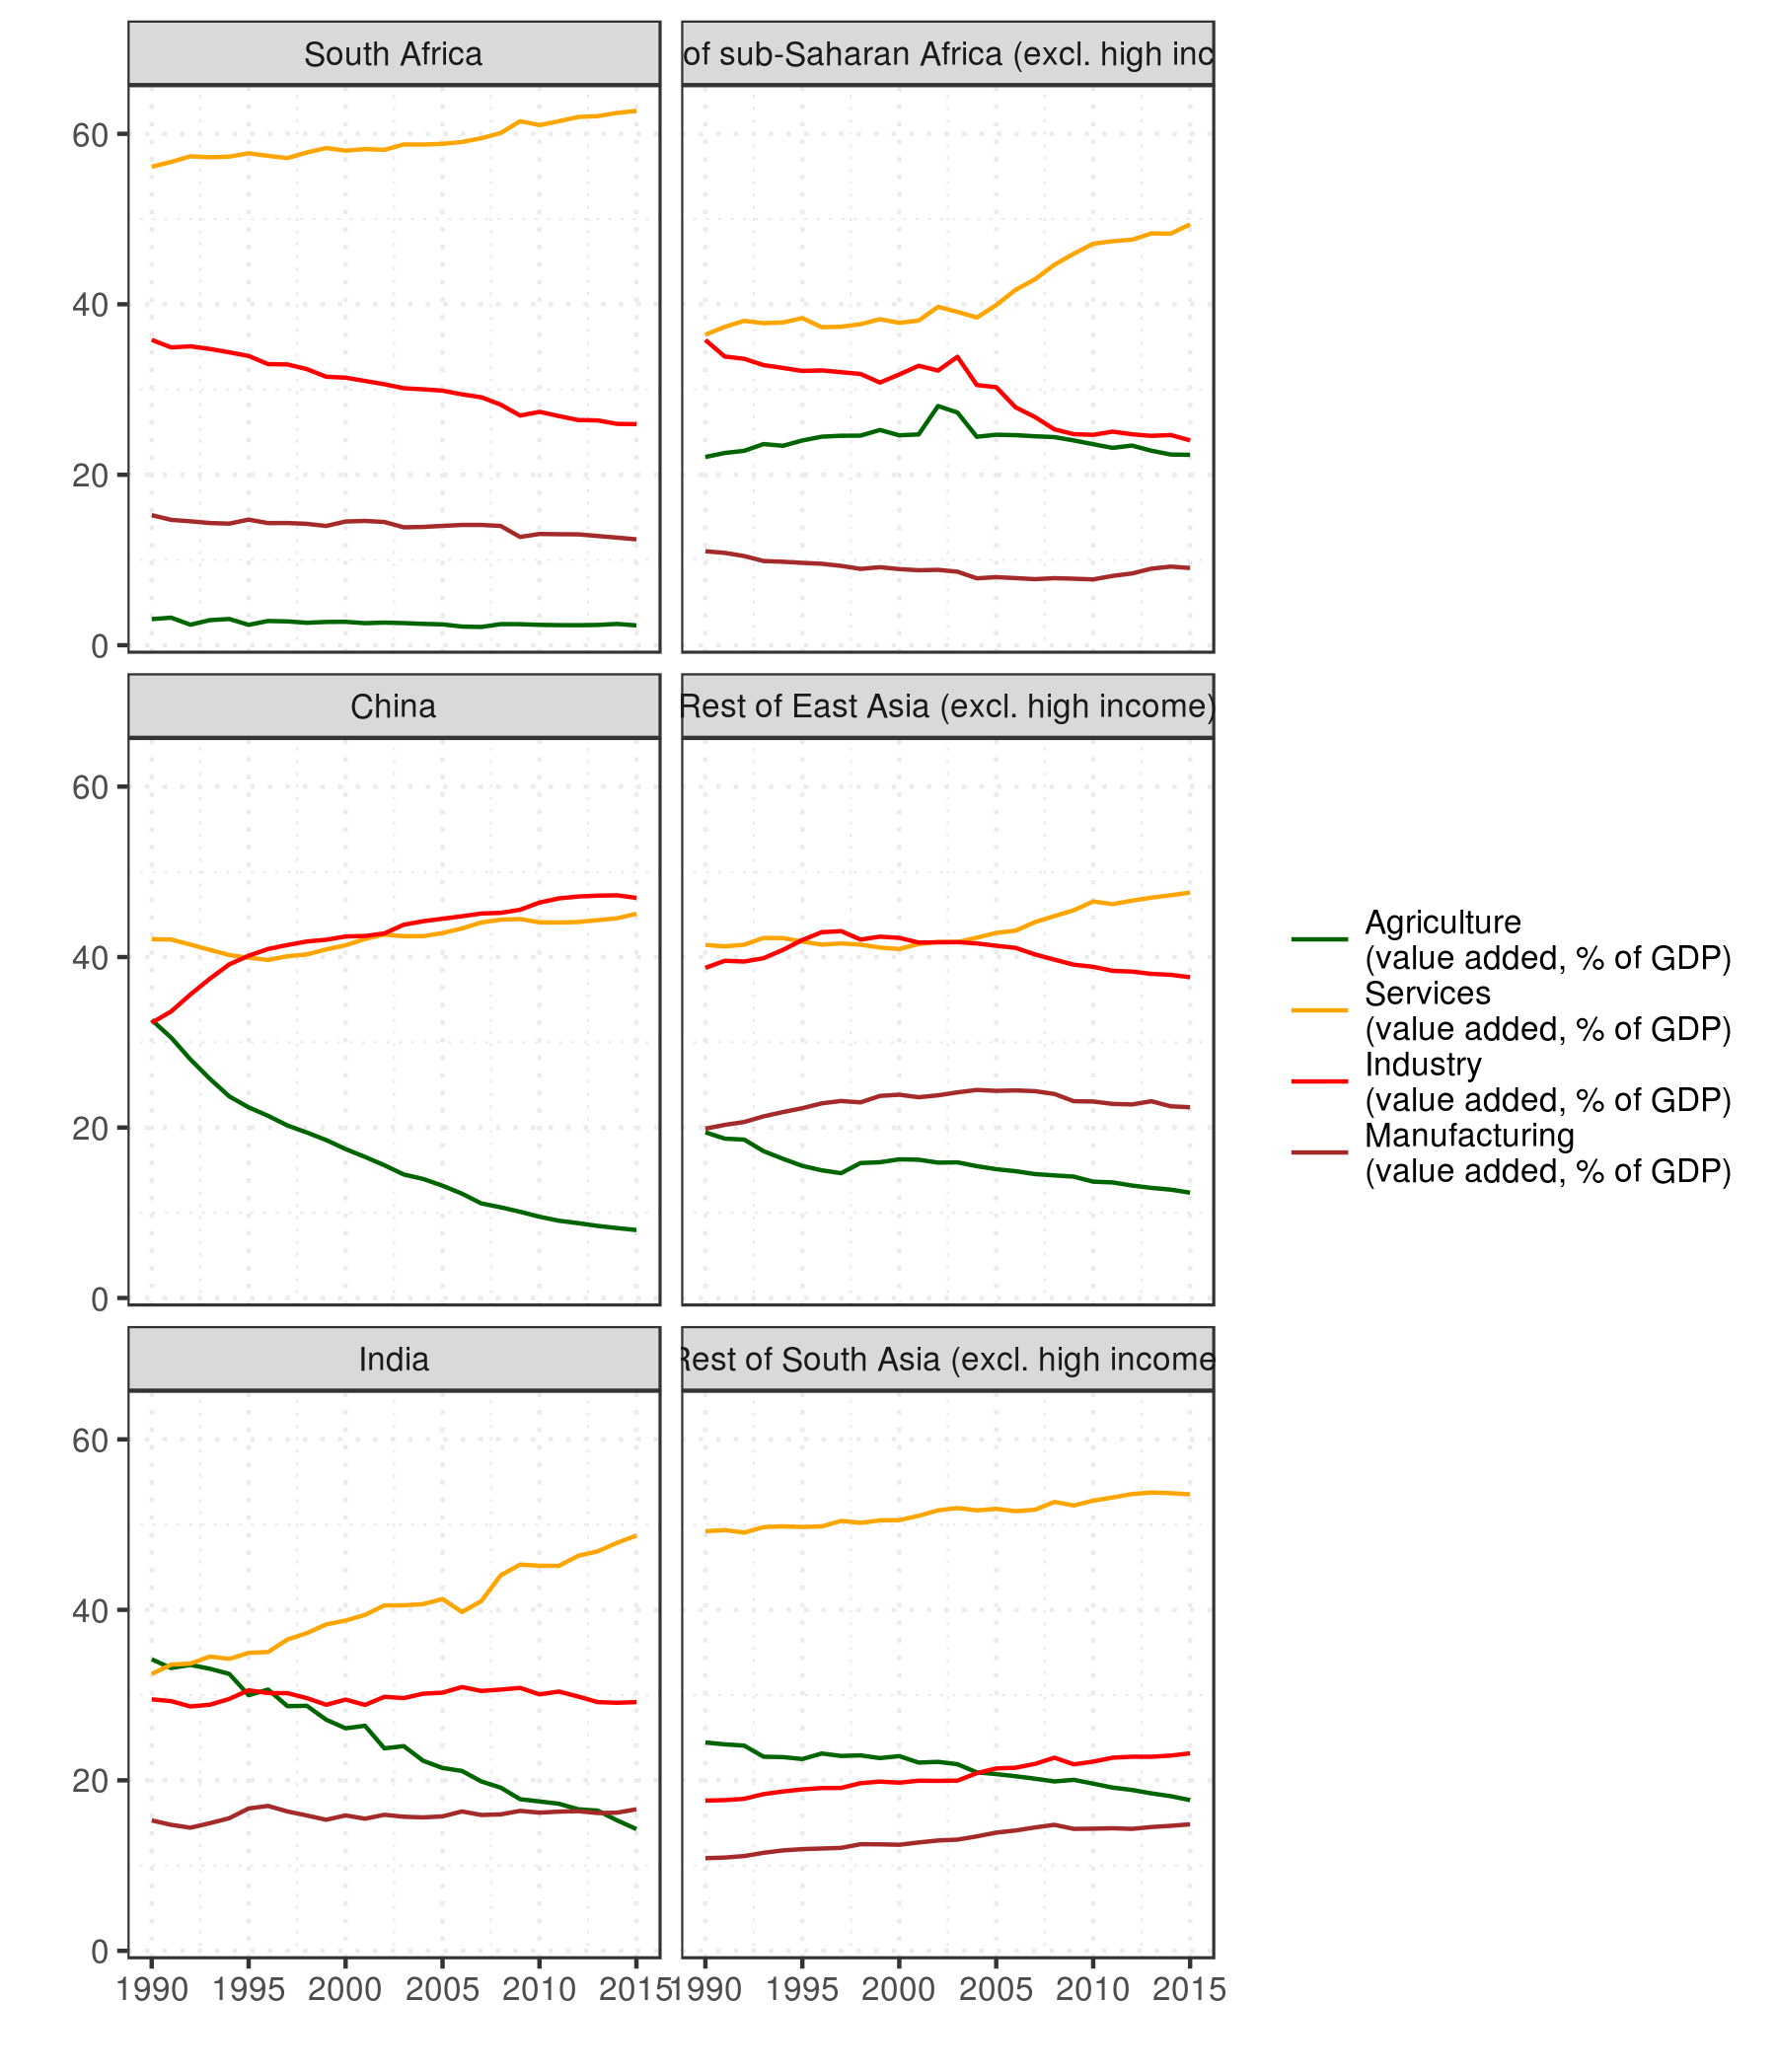 South Africa
of sub-Saharan Africa (excl. high inc
60
40
20
0
China
Rest of East Asia (excl. high income)
60
40
20
0
India
Rest of South Asia (excl. high income
60
40
20
0
1990 1995 2000 2005 2010 2015
1990 1995 2000 2005 2010 2015
Agriculture
(value added, % of GDP)
Services
(value added, % of GDP)
Industry
(value added, % of GDP)
Manufacturing
(value added, % of GDP)